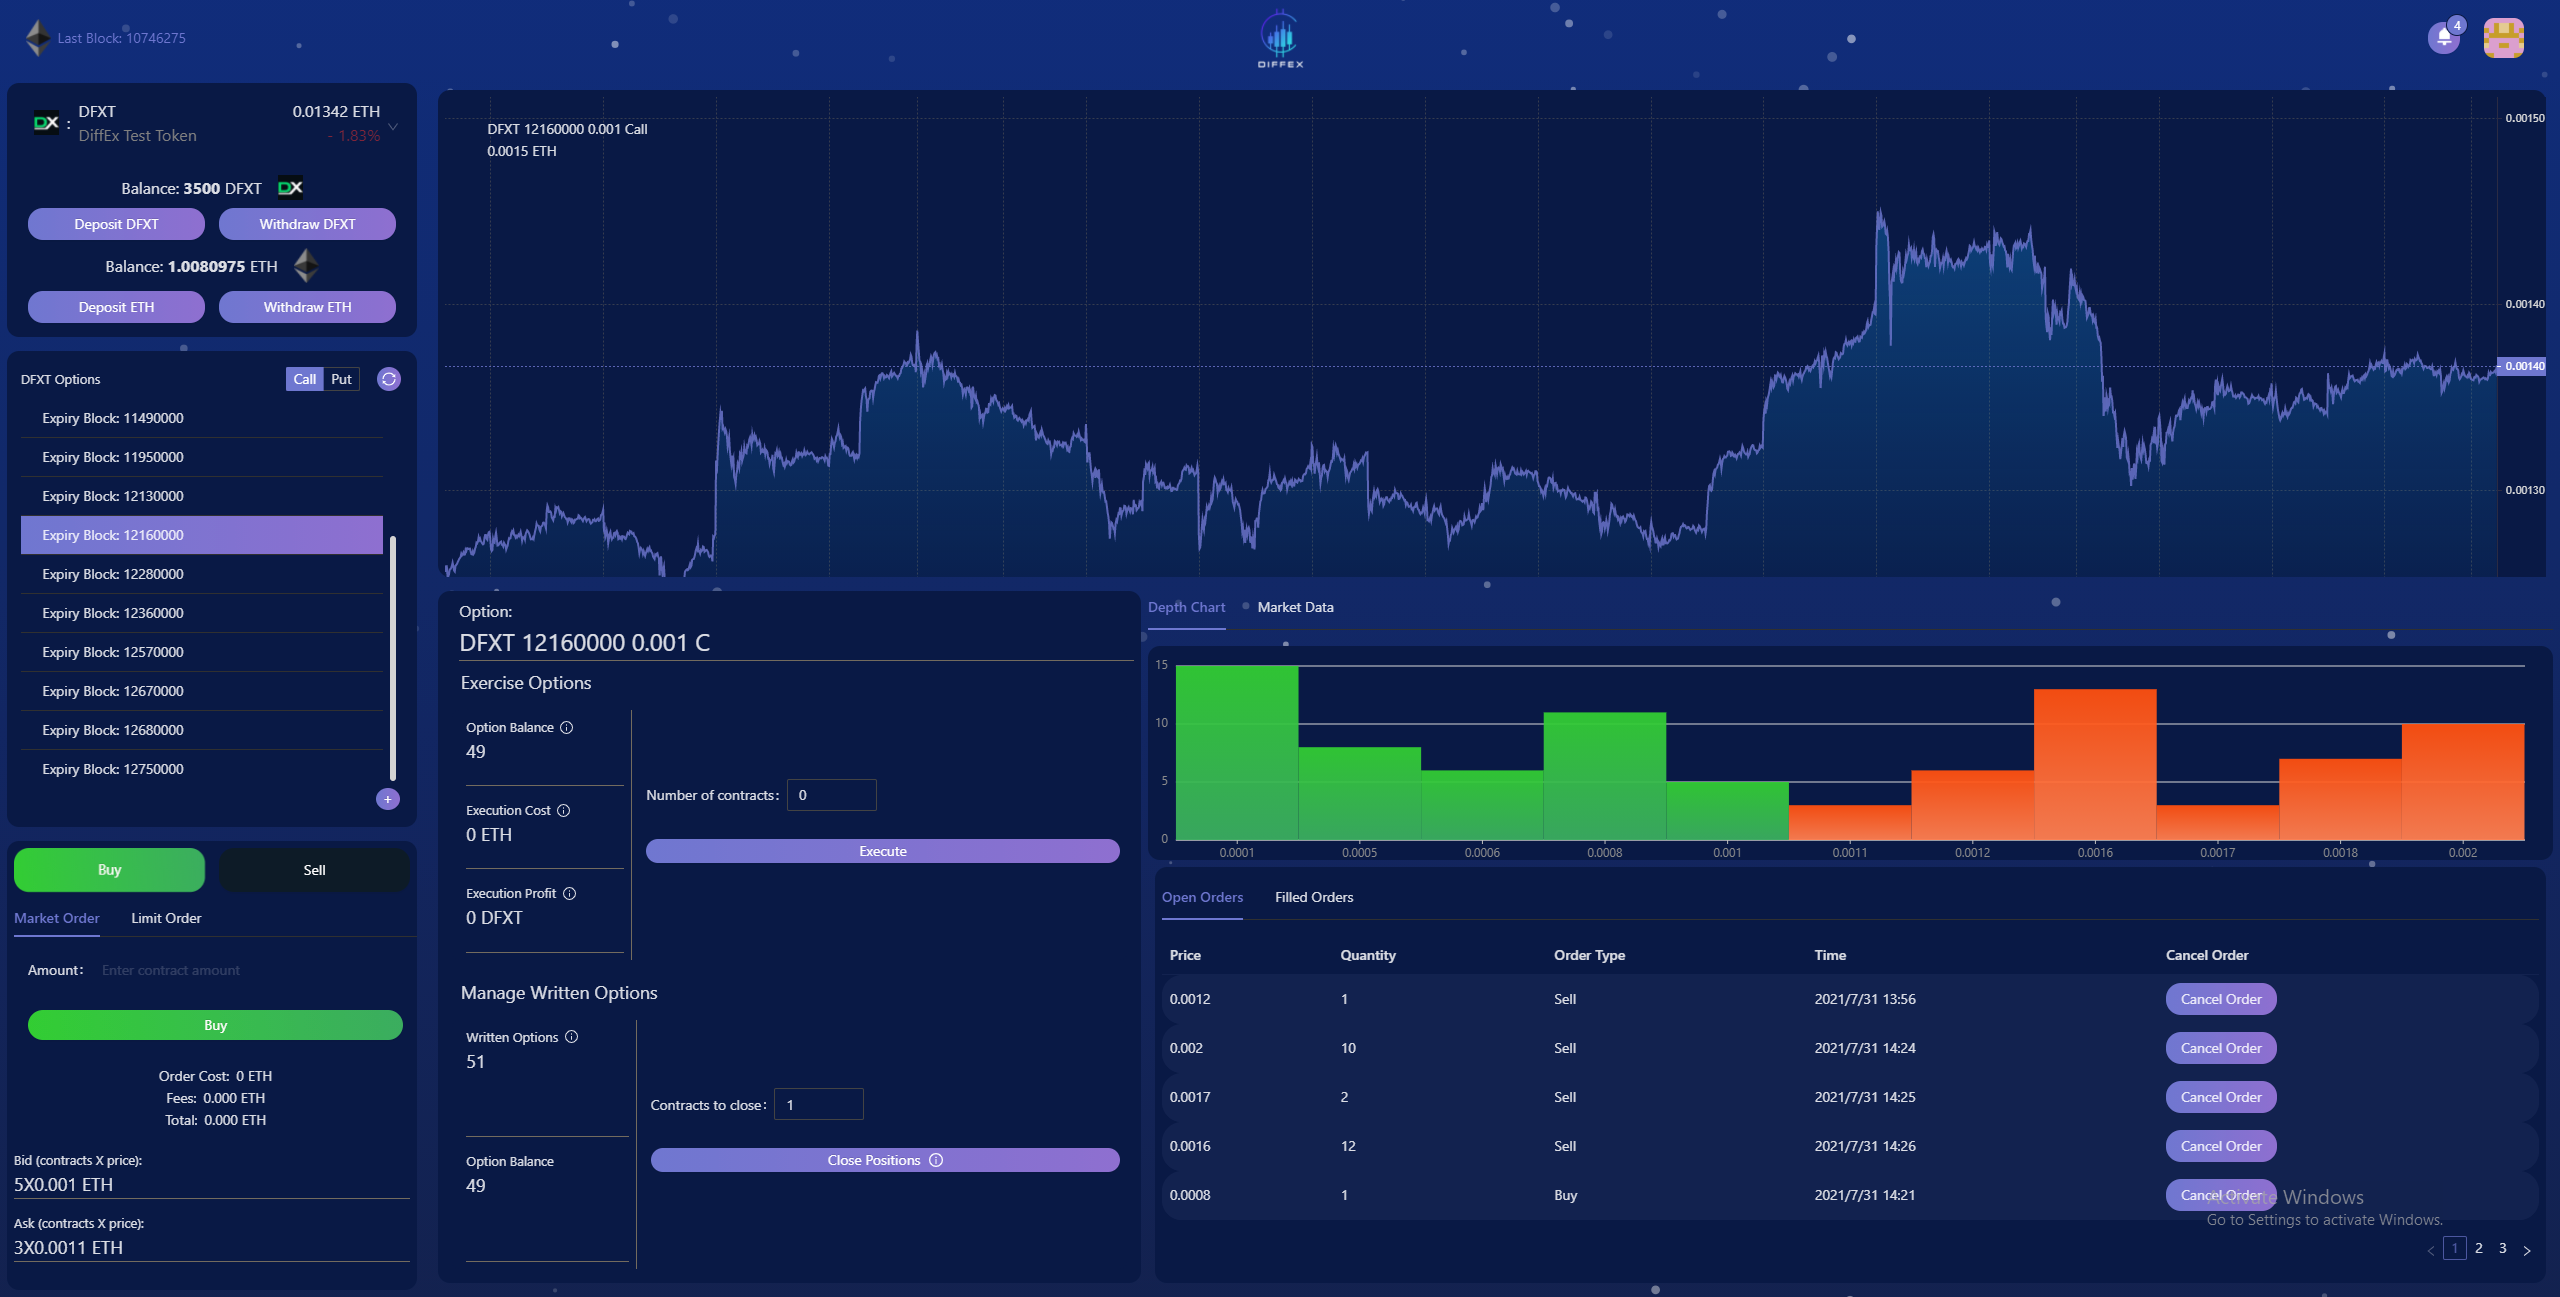 Last Block: 10746275
DIFFEX
4
DX : DFXT 0.01342 ETH
DiffEx Test Token - 1.83%
Balance: 3500 DFXT DX
Deposit DFXT Withdraw DFXT
Balance: 1.0080975 ETH
Deposit ETH Withdraw ETH
DFXT Options Call Put
Expiry Block: 11490000
Expiry Block: 11950000
Expiry Block: 12130000
Expiry Block: 12160000
Expiry Block: 12280000
Expiry Block: 12360000
Expiry Block: 12570000
Expiry Block: 12670000
Expiry Block: 12680000
Expiry Block: 12750000
+
Buy Sell
Market Order Limit Order
Amount: Enter contract amount
Buy
Order Cost: 0 ETH
Fees: 0.000 ETH
Total: 0.000 ETH
Bid (contracts X price):
5X0.001 ETH
Ask (contracts X price):
3X0.0011 ETH
DFXT 12160000 0.001 Call
0.0015 ETH
0.00150
0.00140
0.00140
0.00130
Option:
DFXT 12160000 0.001 C
Exercise Options
Option Balance
49
Execution Cost
0 ETH
Execution Profit
0 DFXT
Number of contracts: 0
Execute
Manage Written Options
Written Options
51
Option Balance
49
Contracts to close: 1
Close Positions
Depth Chart Market Data
15
10
5
0
0.0001 0.0005 0.0006 0.0008 0.001 0.0011 0.0012 0.0016 0.0017 0.0018 0.002
Open Orders Filled Orders
Price Quantity Order Type Time Cancel Order
0.0012 1 Sell 2021/7/31 13:56 Cancel Order
0.002 10 Sell 2021/7/31 14:24 Cancel Order
0.0017 2 Sell 2021/7/31 14:25 Cancel Order
0.0016 12 Sell 2021/7/31 14:26 Cancel Order
0.0008 1 Buy 2021/7/31 14:21 Cancel Order
Activate Windows
Go to Settings to activate Windows.
< 1 2 3 >